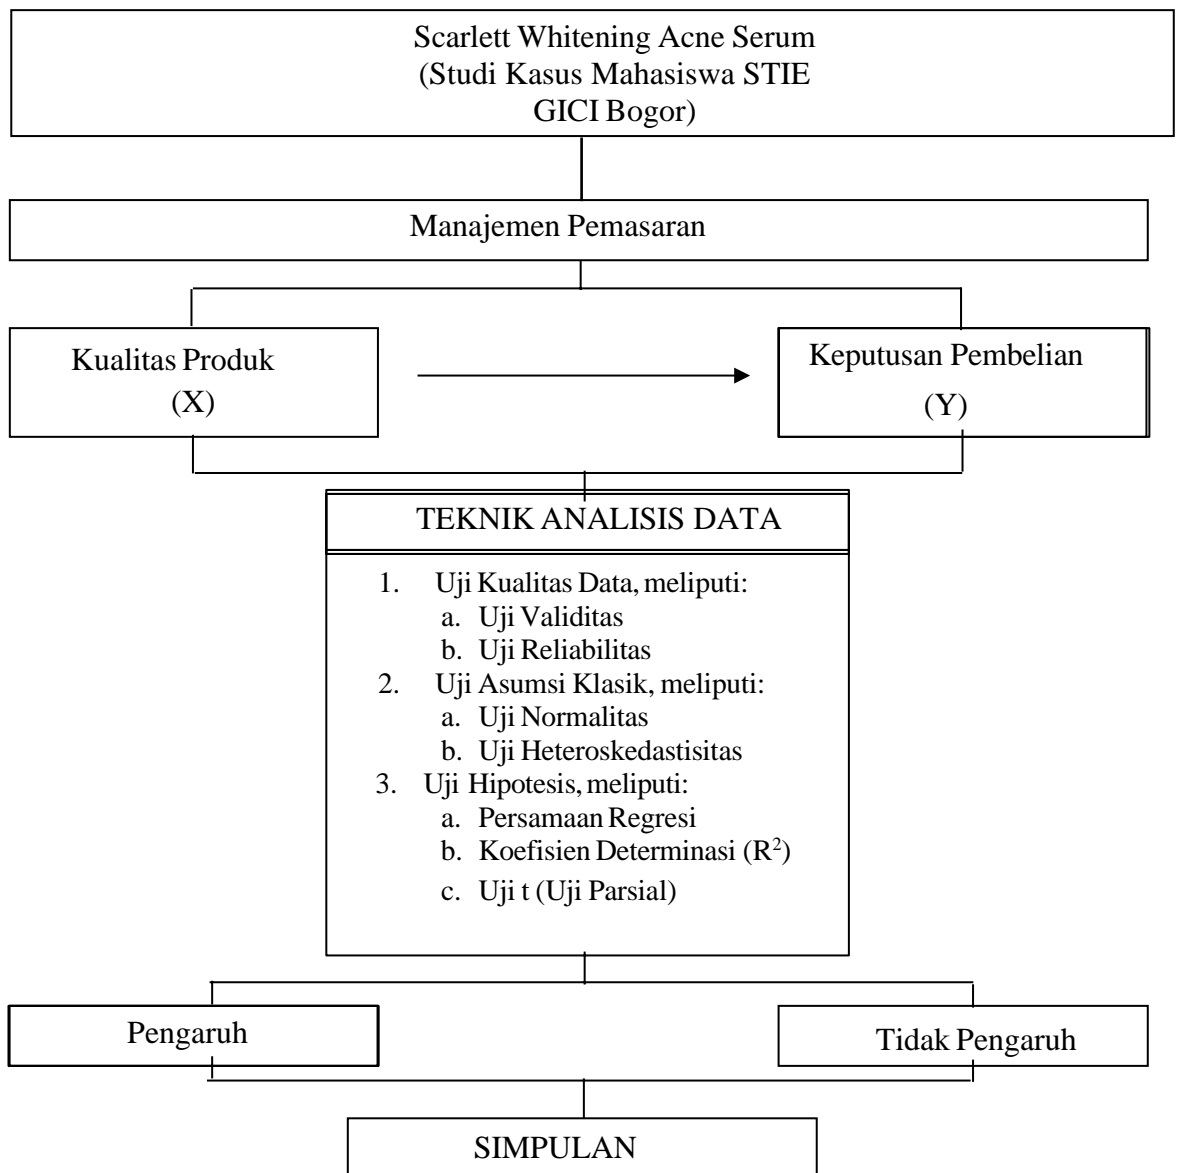 Scarlett Whitening Acne Serum
(Studi Kasus Mahasiswa STIE
GICI Bogor)
Manajemen Pemasaran
Kualitas Produk
(X)
Keputusan Pembelian
(Y)
TEKNIK ANALISIS DATA
1. Uji Kualitas Data, meliputi:
a. Uji Validitas
b. Uji Reliabilitas
2. Uji Asumsi Klasik, meliputi:
a. Uji Normalitas
b. Uji Heteroskedastisitas
3. Uji Hipotesis, meliputi:
a. Persamaan Regresi
b. Koefisien Determinasi (R²)
c. Uji t (Uji Parsial)
Pengaruh
Tidak Pengaruh
SIMPULAN